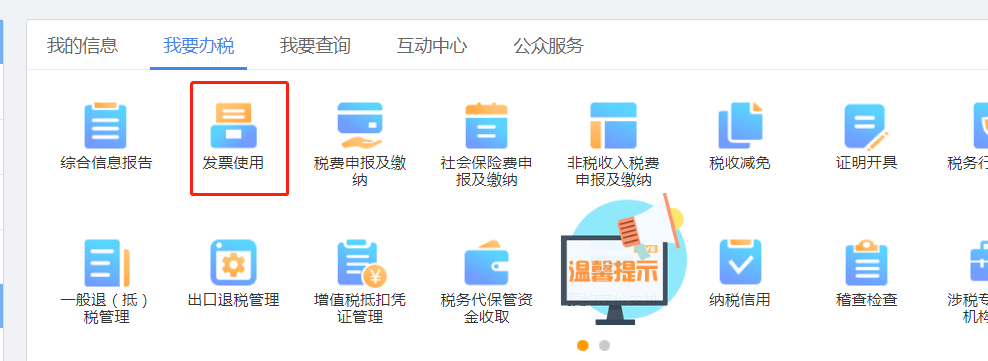 我的信息 我要办税 我要查询 互动中心 公众服务
综合信息报告 发票使用 税费申报及缴 社会保险费申 非税收入税费 税收减免 证明开具 税务行
纳 报及缴纳 申报及缴纳
温馨提示
一般退（抵） 出口退税管理 增值税抵扣凭 税务代保管资 纳税信用 稽查检查 涉税专
税管理 证管理 金收取 机构